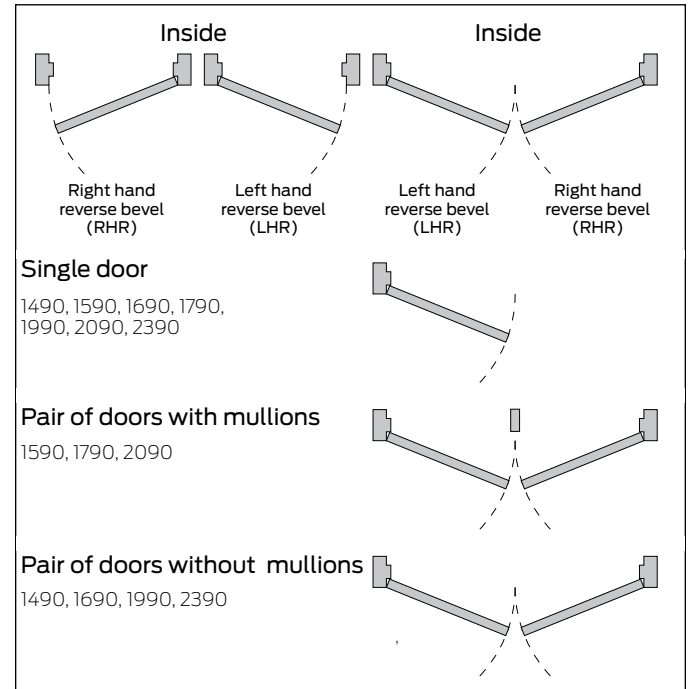 Inside
Inside
Right hand
reverse bevel
(RHR)
Left hand
reverse bevel
(LHR)
Left hand
reverse bevel
(LHR)
Right hand
reverse bevel
(RHR)
Single door
1490, 1590, 1690, 1790,
1990, 2090, 2390
Pair of doors with mullions
1590, 1790, 2090
Pair of doors without mullions
1490, 1690, 1990, 2390
,